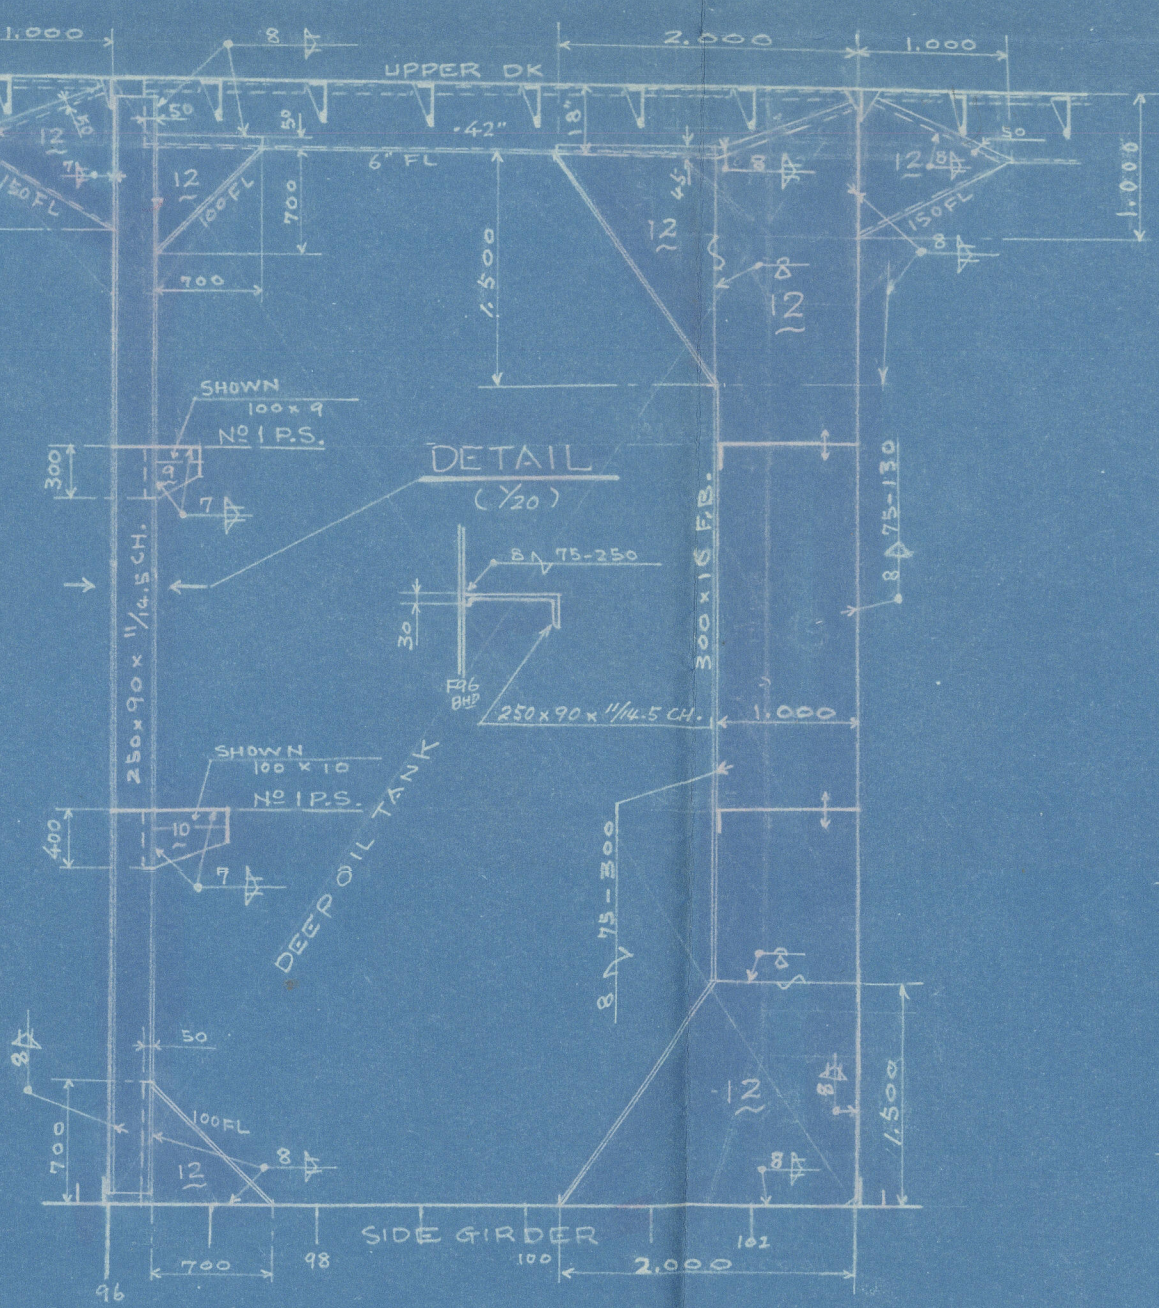 1.000
8
2.000
1.000
UPPER DK
50
12
50
50
.42"
6" FL
18"
8
12
8
50
7
12
100 FL
700
150 FL
45
12
150 FL
1.000
8
700
1.500
8
12
SHOWN
100 x 9
Nº 1 P.S.
300
9
7
DETAIL
(1/20)
8 75-250
30
F96
BHD
250 x 90 x 11/14.5 CH.
250 x 90 x 11/14.5 CH.
8 75-130
1.000
SHOWN
100 x 10
Nº 1 P.S.
400
10
7
DEEP OIL TANK
8 75-300
8
50
8
700
100 FL
12
8
12
8
8
1.500
SIDE GIRDER
98
100
102
96
700
2.000